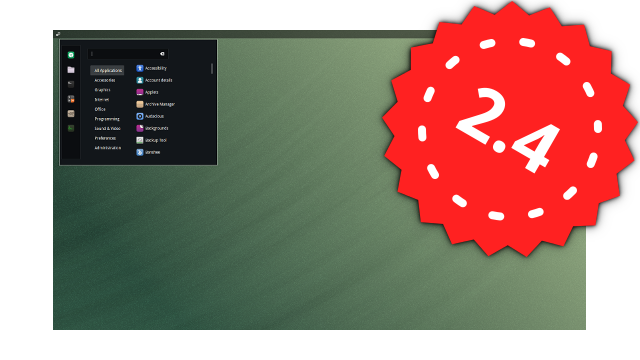 2.4
All Applications
Accessories
Graphics
Internet
Office
Programming
Sound & Video
Preferences
Administration
Accessibility
Account details
Applets
Archive Manager
Audacious
Backgrounds
Backup Tool
Banshee